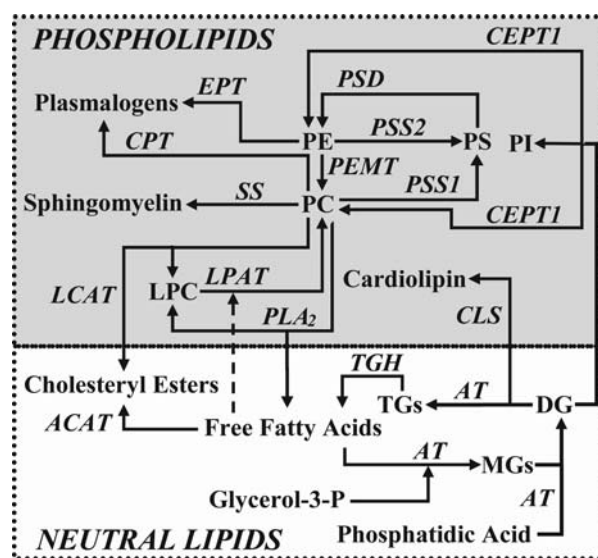 PHOSPHOLIPIDS
CEPT1
EPT
PSD
Plasmalogens
CPT
PE
PSS2
PS
PI
PEMT
PSS1
Sphingomyelin
SS
PC
CEPT1
LCAT
LPC
LPAT
Cardiolipin
PLA₂
CLS
TGH
Cholesteryl Esters
TGs
AT
DG
ACAT
Free Fatty Acids
AT
MGs
Glycerol-3-P
AT
Phosphatidic Acid
NEUTRAL LIPIDS